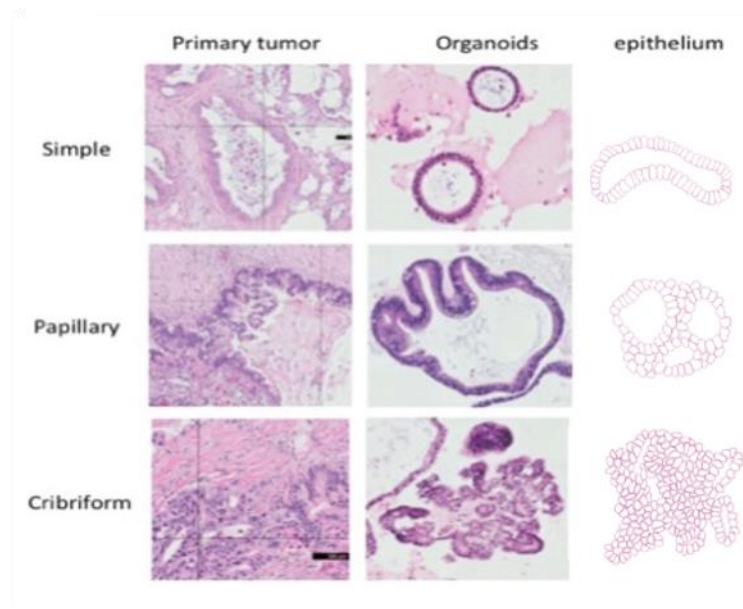 Primary tumor
Organoids
epithelium
Simple
Papillary
Cribriform